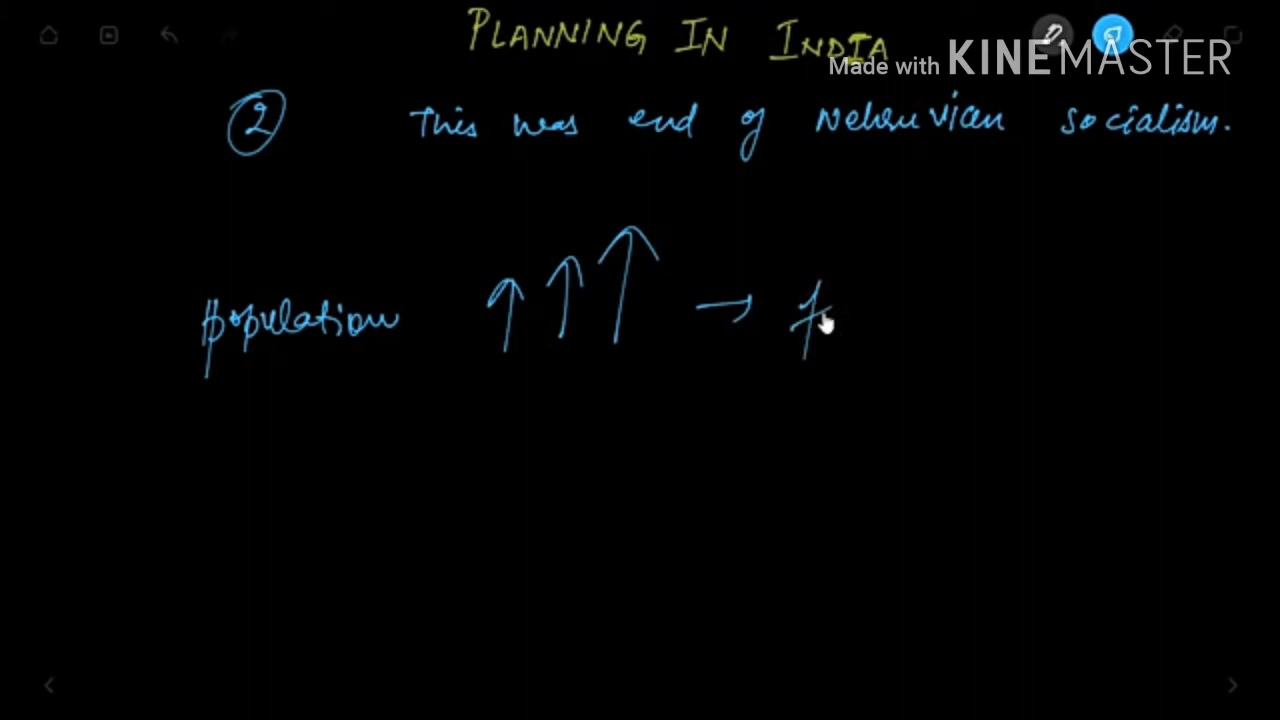 PLANNING IN INDIA
Made with KINEMASTER
2 This was end of Nehruvian socialism.
population ↑ ↑ ↑ → f